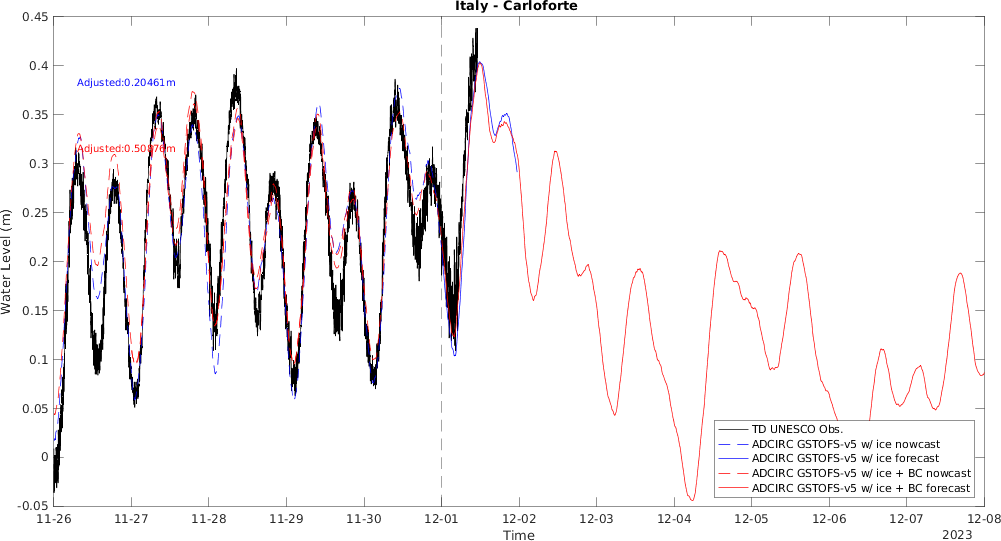 Italy - Carloforte
0.45
0.4
0.35
0.3
0.25
0.2
0.15
0.1
0.05
0
-0.05
Water Level (m)
Adjusted:0.20461m
Adjusted:0.50876m
TD UNESCO Obs.
ADCIRC GSTOFS-v5 w/ ice nowcast
ADCIRC GSTOFS-v5 w/ ice forecast
ADCIRC GSTOFS-v5 w/ ice + BC nowcast
ADCIRC GSTOFS-v5 w/ ice + BC forecast
11-26 11-27 11-28 11-29 11-30 12-01 12-02 12-03 12-04 12-05 12-06 12-07 12-08
Time
2023